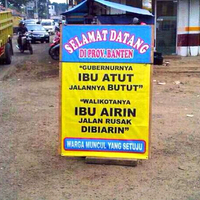 SELAMAT DATANG
DI PROV. BANTEN
"GUBERNURNYA
IBU ATUT
JALANNYA BUTUT"
"WALIKOTANYA
IBU AIRIN
JALAN RUSAK
DIBIARIN"
WARGA MUNCUL YANG SETUJU